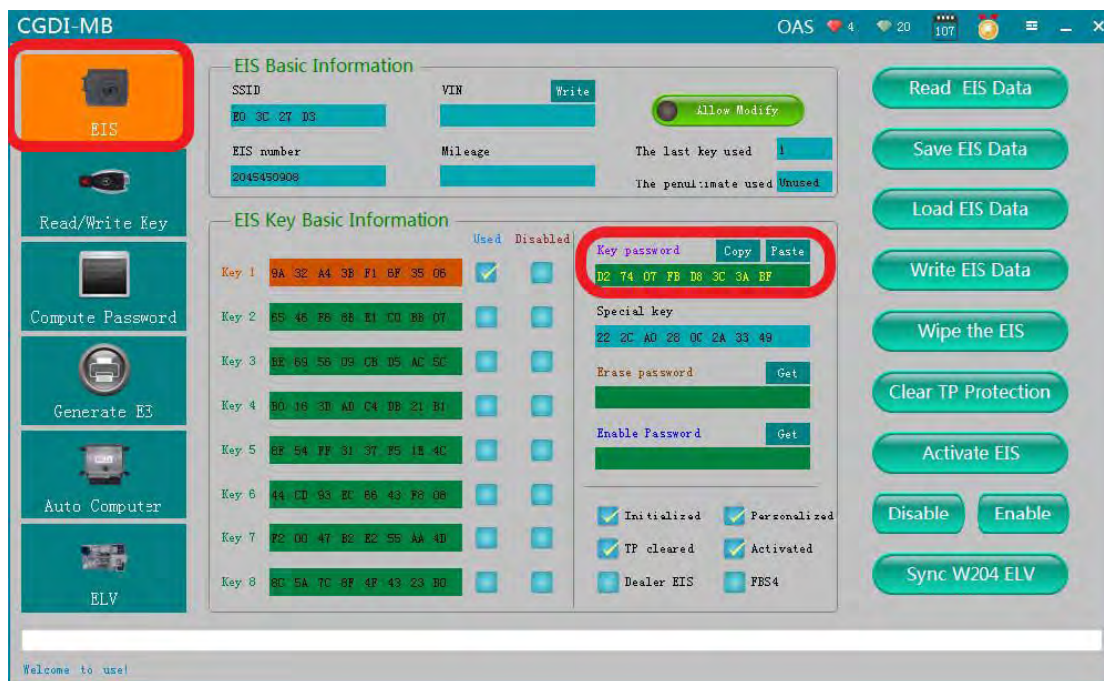 CGDI-MB
OAS 4 20 107
EIS
Read/Write Key
Compute Password
Generate E3
Auto Computer
ELV
EIS Basic Information
SSID
E0 3C 27 D3
VIN
Write
Allow Modify
EIS number
2045450908
Mileage
The last key used 1
The penultimate used Unused
EIS Key Basic Information
Used Disabled
Key 1 9A 32 A4 3B F1 6F 35 06
Key 2
Key 3
Key 4
Key 5
Key 6
Key 7
Key 8
Key password Copy Paste
D2 74 07 FB D8 3C 3A BF
Special key
22 2C A0 28 0C 2A 33 49
Erase password Get
Enable Password Get
Initialized Personalized
TP cleared Activated
Dealer EIS FBS4
Read EIS Data
Save EIS Data
Load EIS Data
Write EIS Data
Wipe the EIS
Clear TP Protection
Activate EIS
Disable Enable
Sync W204 ELV
Welcome to use!